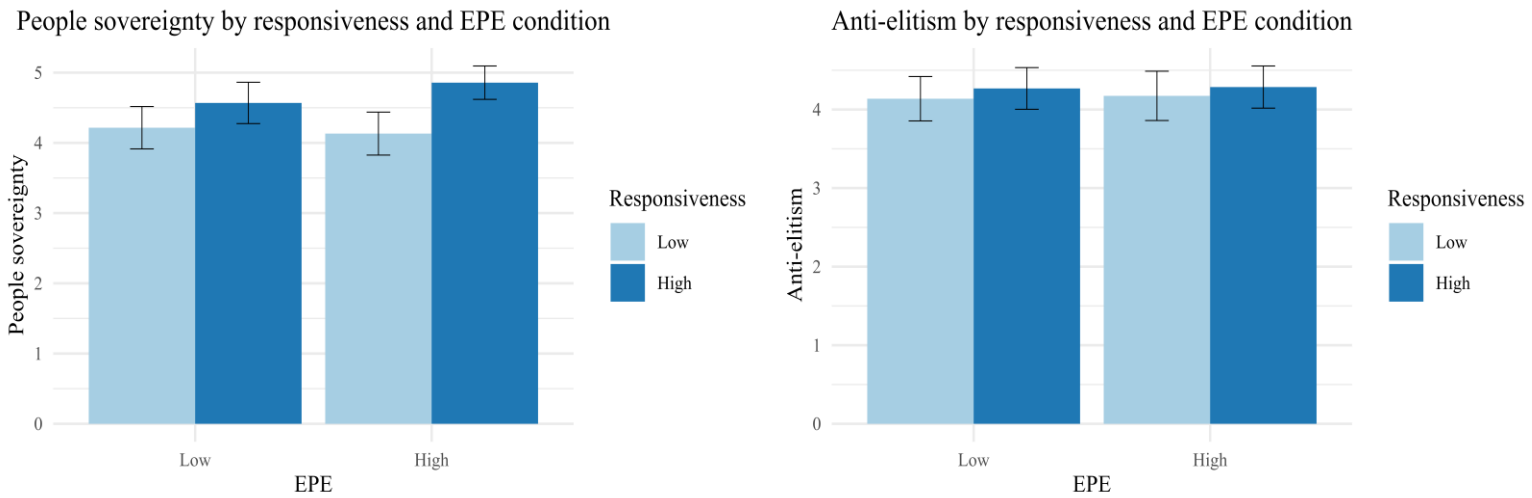 People sovereignty by responsiveness and EPE condition
People sovereignty
5
4
3
2
1
0
Low
High
EPE
Responsiveness
Low
High
Anti-elitism by responsiveness and EPE condition
Anti-elitism
4
3
2
1
0
Low
High
EPE
Responsiveness
Low
High